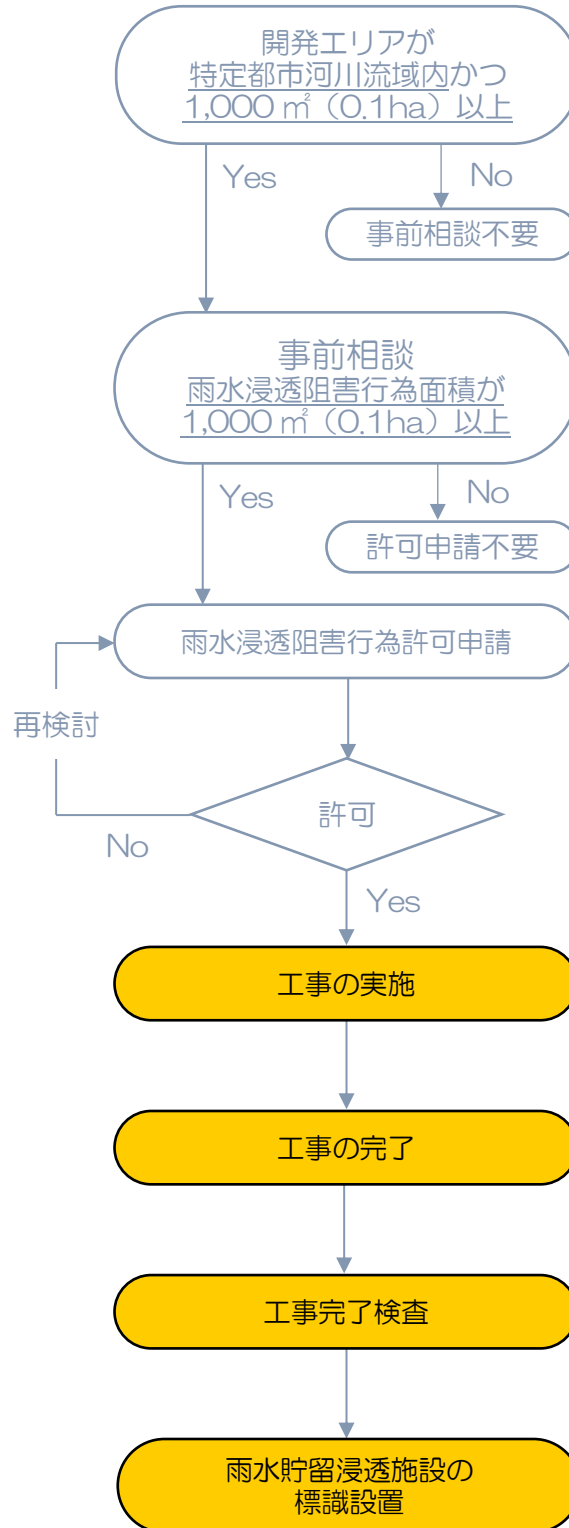 開発エリアが
特定都市河川流域内かつ
1,000㎡（0.1ha）以上
Yes
No
事前相談不要
事前相談
雨水浸透阻害行為面積が
1,000㎡（0.1ha）以上
Yes
No
許可申請不要
雨水浸透阻害行為許可申請
再検討
許可
No
Yes
工事の実施
工事の完了
工事完了検査
雨水貯留浸透施設の
標識設置